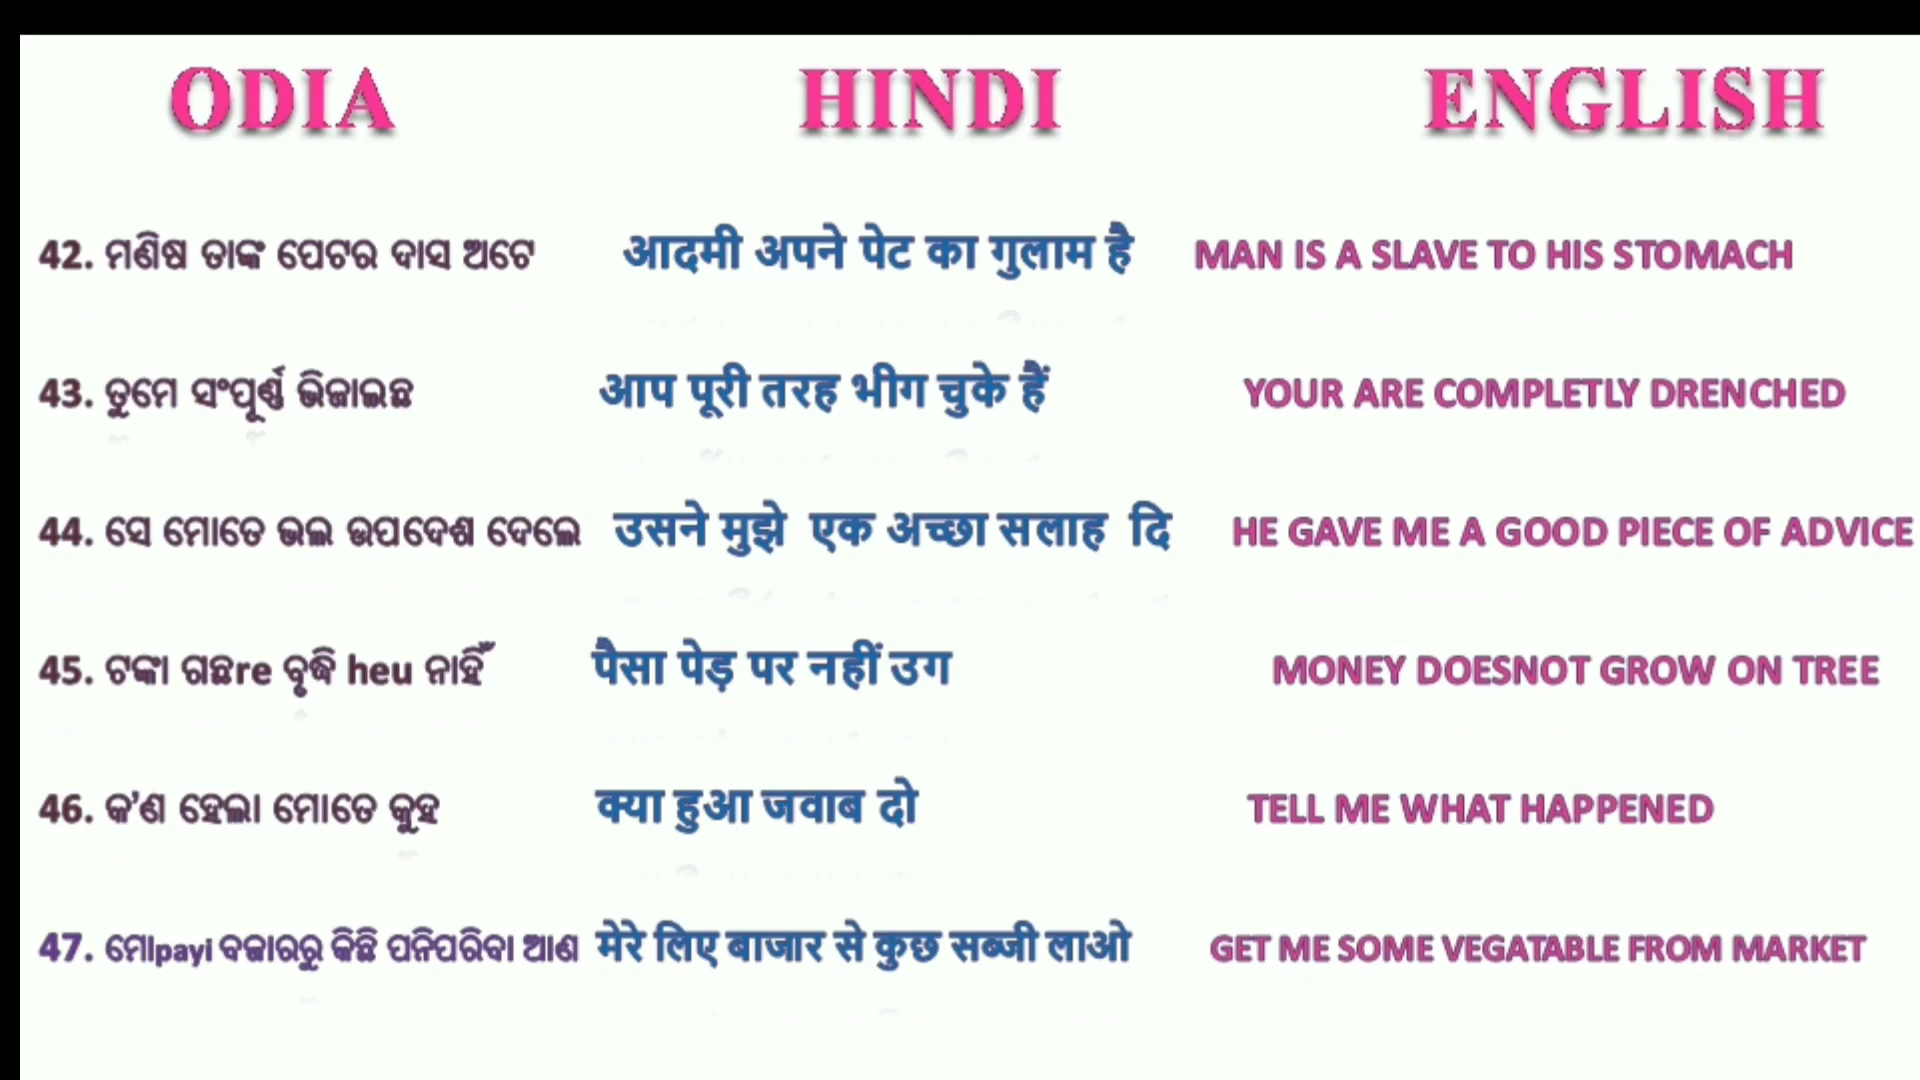 ODIA HINDI ENGLISH
42. ମଣିଷ ତାଙ୍କ ପେଟର ଦାସ ଅଟେ आदमी अपने पेट का गुलाम है MAN IS A SLAVE TO HIS STOMACH
43. ତୁମେ ସଂପୂର୍ଣ୍ଣ ଭିଜାଇଛ आप पूरी तरह भीग चुके हैं YOUR ARE COMPLETLY DRENCHED
44. ସେ ମୋତେ ଭଲ ଉପଦେଶ ଦେଲେ उसने मुझे एक अच्छा सलाह दि HE GAVE ME A GOOD PIECE OF ADVICE
45. ଟଙ୍କା ଗଛre ବୃଦ୍ଧି heu ନାହିଁ पैसा पेड़ पर नहीं उग MONEY DOESNOT GROW ON TREE
46. କ'ଣ ହେଲା ମୋତେ କୁହ क्या हुआ जवाब दो TELL ME WHAT HAPPENED
47. ମୋpayi ବଜାରରୁ କିଛି ପନିପରିବା ଆଣ मेरे लिए बाजार से कुछ सब्जी लाओ GET ME SOME VEGATABLE FROM MARKET